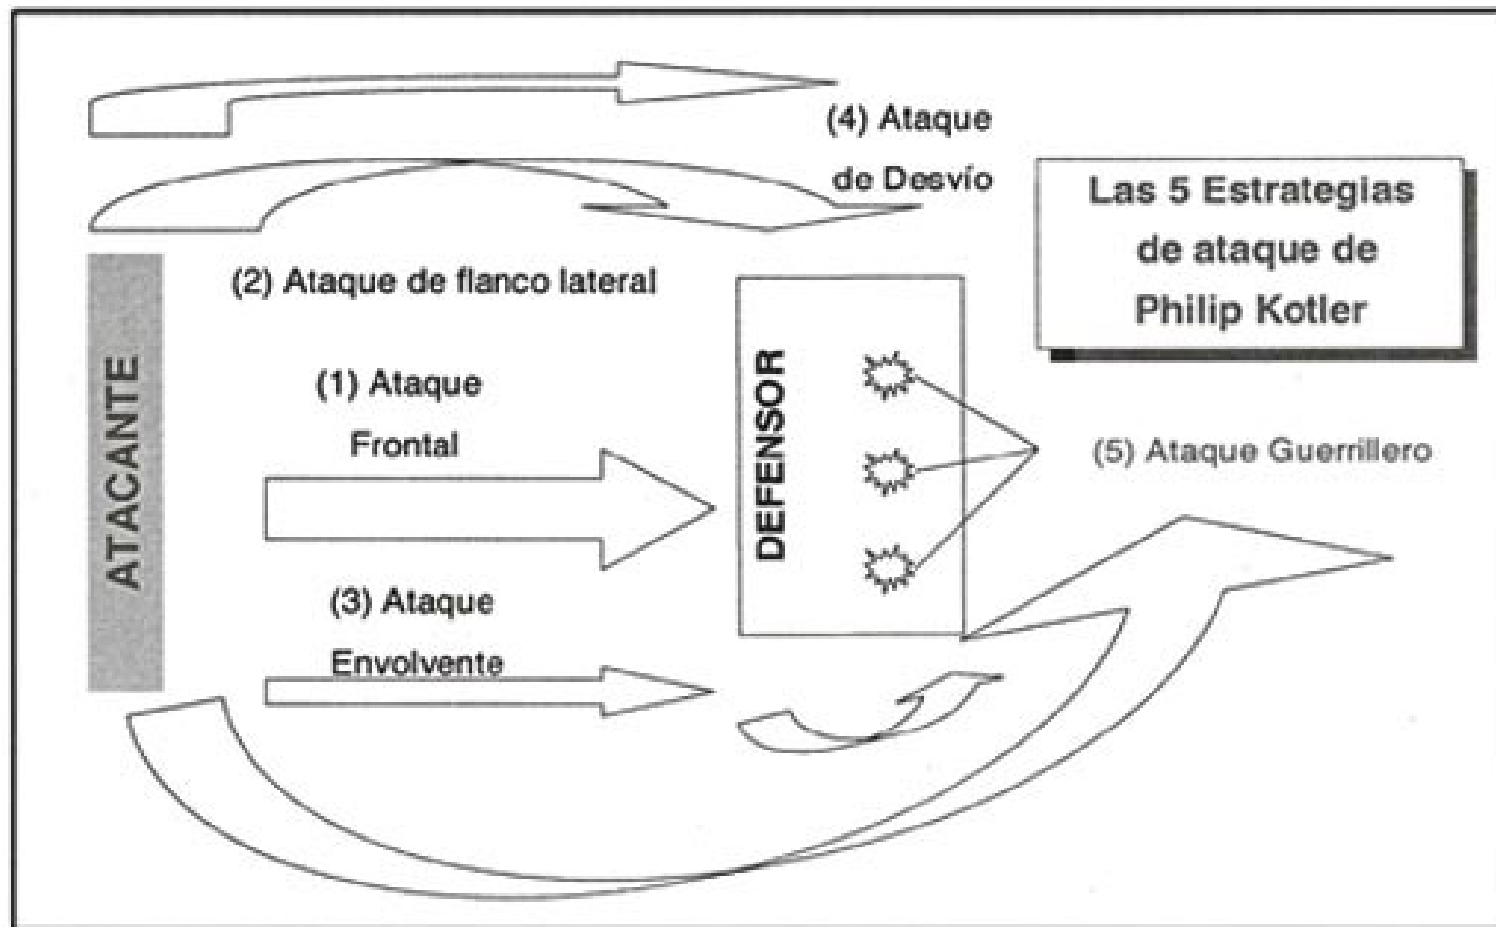 (4) Ataque
de Desvío
Las 5 Estrategias
de ataque de
Philip Kotler
(2) Ataque de flanco lateral
ATACANTE
(1) Ataque
Frontal
DEFENSOR
(5) Ataque Guerrillero
(3) Ataque
Envolvente